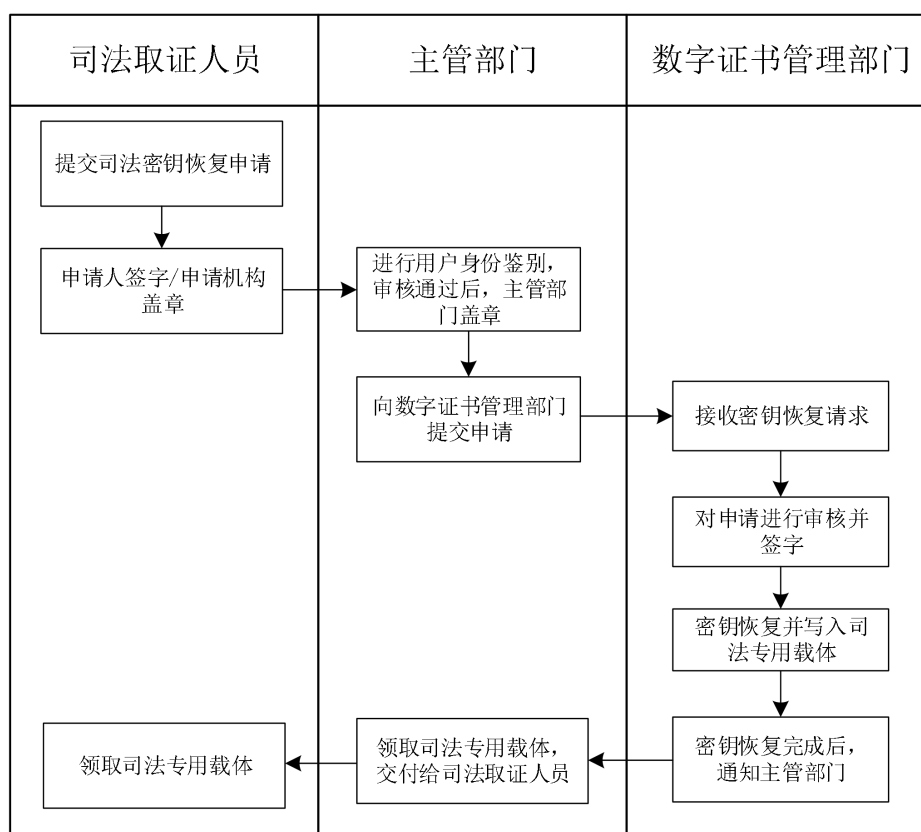 司法取证人员
主管部门
数字证书管理部门
提交司法密钥恢复申请
申请人签字/申请机构
盖章
进行用户身份鉴别，
审核通过后，主管部
门盖章
向数字证书管理部门
提交申请
接收密钥恢复请求
对申请进行审核并
签字
密钥恢复并写入司
法专用载体
密钥恢复完成后，
通知主管部门
领取司法专用载体，
交付给司法取证人员
领取司法专用载体